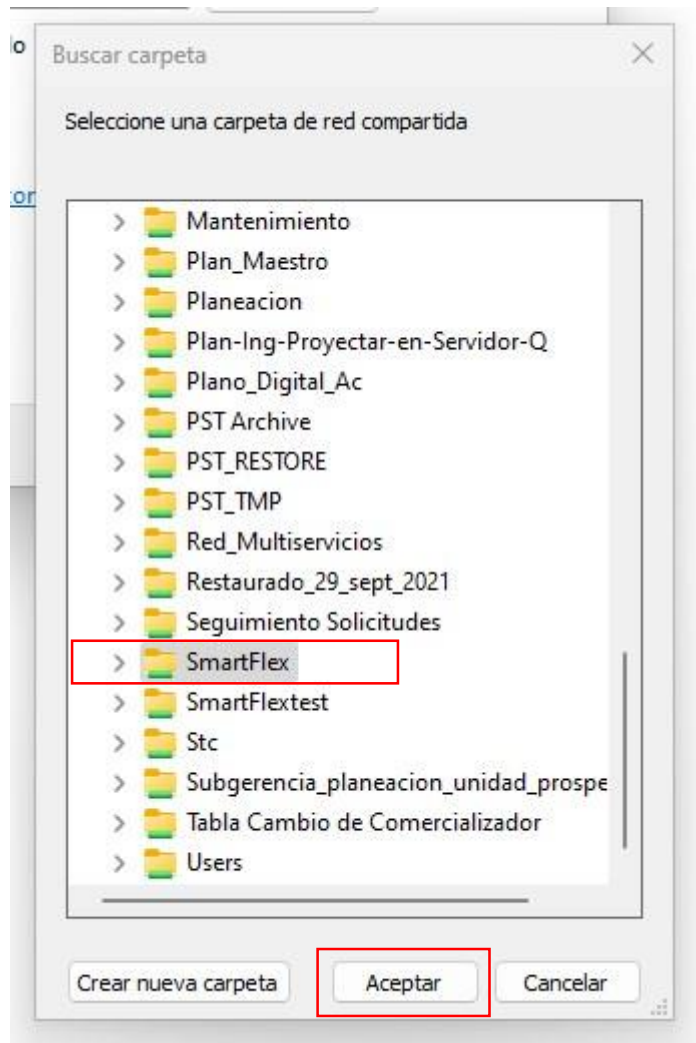 lo
Buscar carpeta
Seleccione una carpeta de red compartida
or
Mantenimiento
Plan_Maestro
Planeacion
Plan-Ing-Proyectar-en-Servidor-Q
Plano_Digital_Ac
PST Archive
PST_RESTORE
PST_TMP
Red_Multiservicios
Restaurado_29_sept_2021
Seguimiento Solicitudes
SmartFlex
SmartFlextest
Stc
Subgerencia_planeacion_unidad_prospe
Tabla Cambio de Comercializador
Users
Crear nueva carpeta
Aceptar
Cancelar